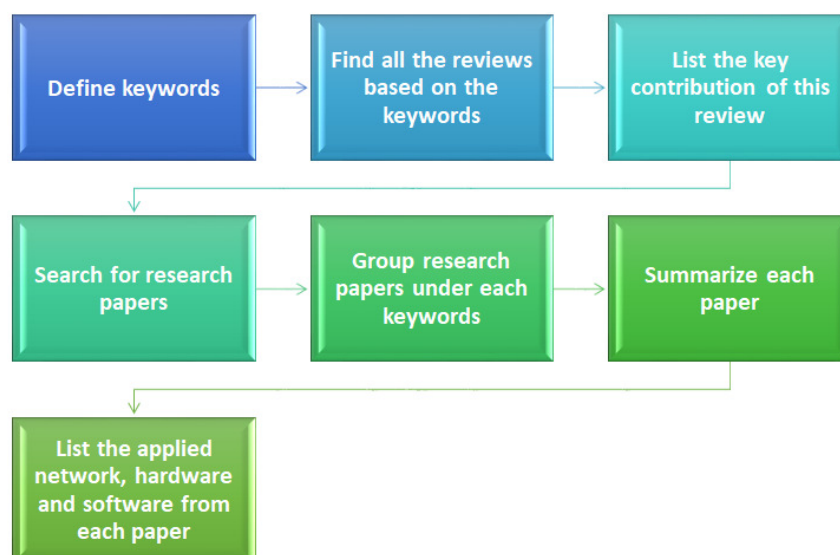 Define keywords
Find all the reviews
based on the
keywords
List the key
contribution of this
review
Search for research
papers
Group research
papers under each
keywords
Summarize each
paper
List the applied
network, hardware
and software from
each paper